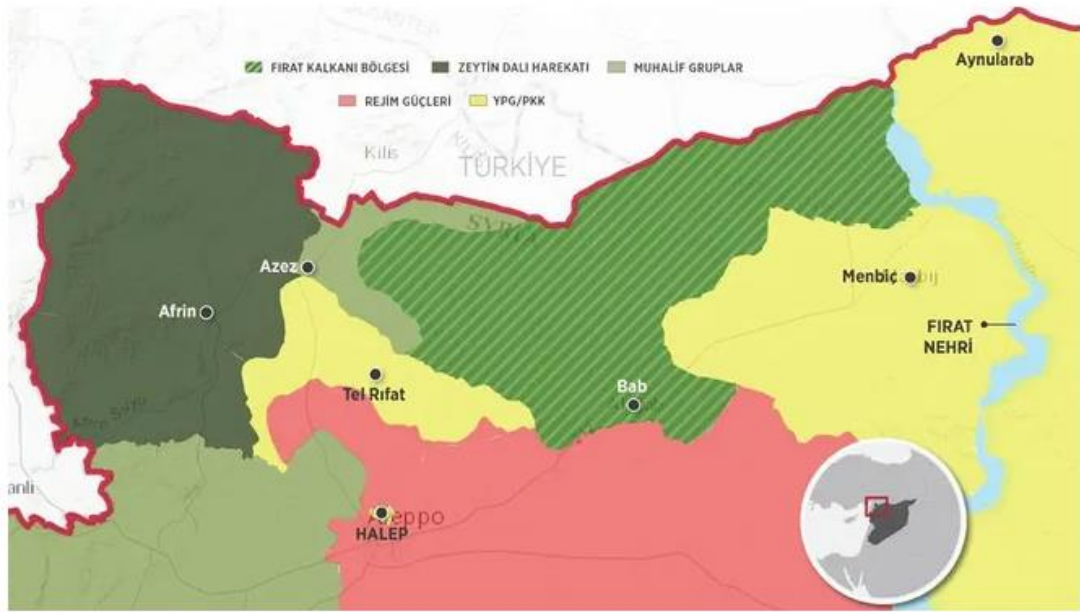 FIRAT KALKANI BÖLGESİ ZEYTİN DALI HAREKATI MUHALİF GRUPLAR
REJİM GÜÇLERİ YPG/PKK
Aynularab
Kilis
TÜRKİYE
Azez
Afrin
Menbiç
FIRAT
NEHRİ
Tel Rıfat
Bab
Aleppo
HALEP